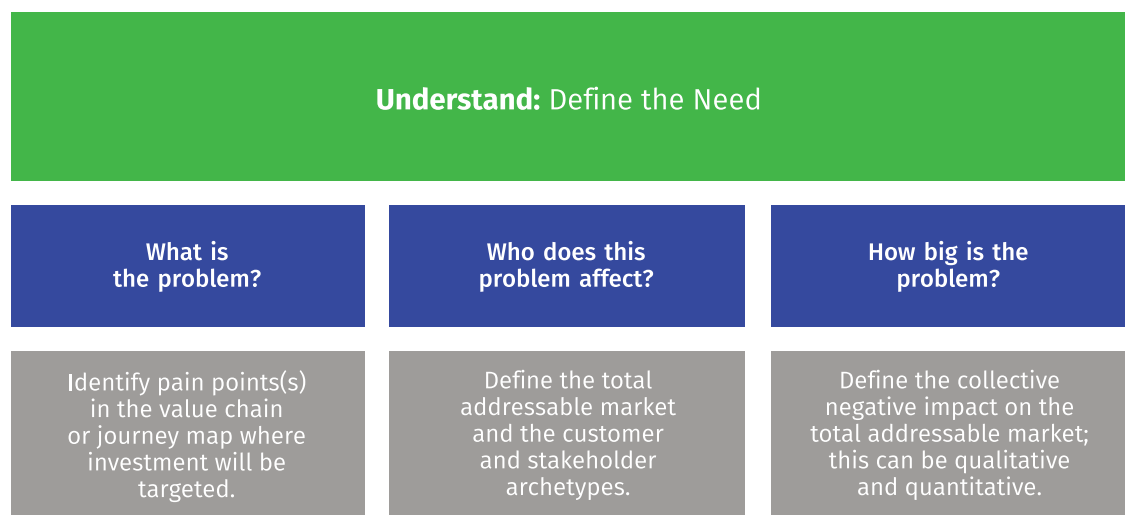 Understand: Define the Need
What is
the problem?
Who does this
problem affect?
How big is the
problem?
Identify pain points(s)
in the value chain
or journey map where
investment will be
targeted.
Define the total
addressable market
and the customer
and stakeholder
archetypes.
Define the collective
negative impact on the
total addressable market;
this can be qualitative
and quantitative.